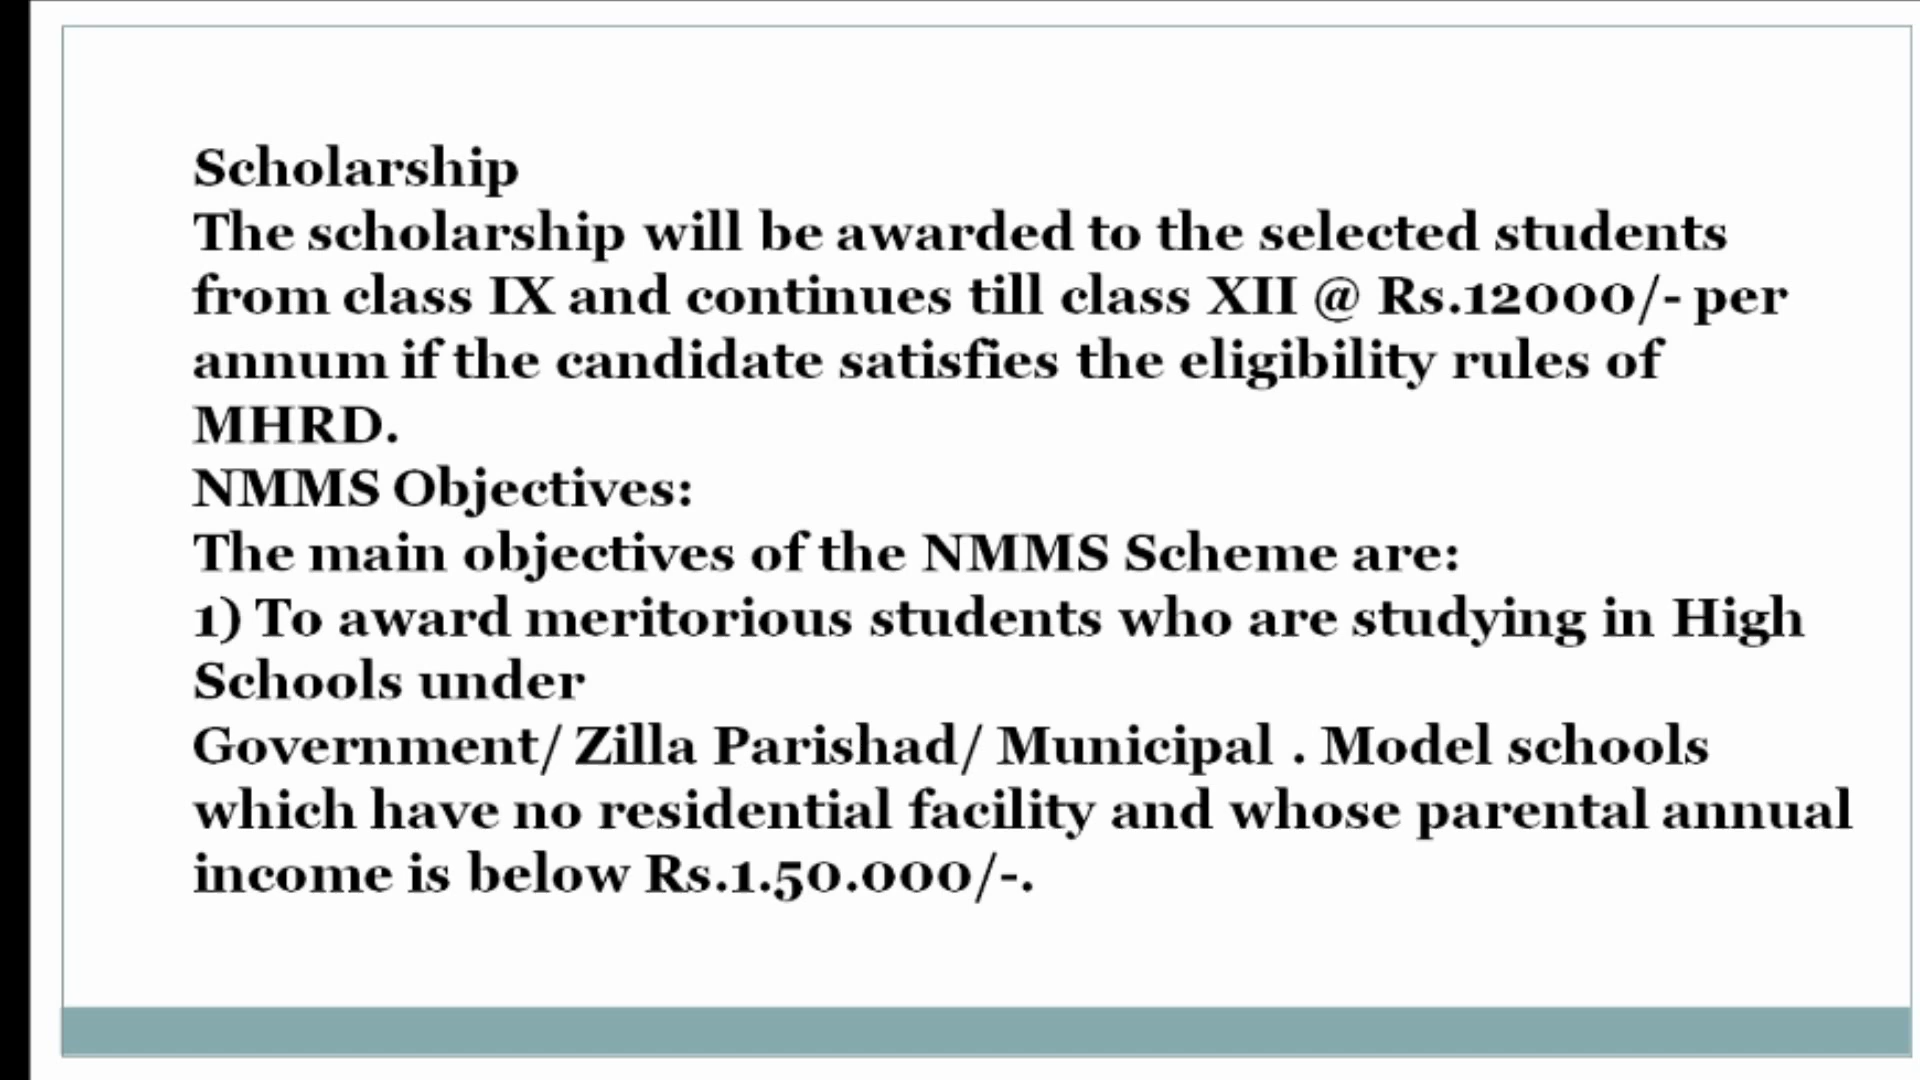 Scholarship
The scholarship will be awarded to the selected students
from class IX and continues till class XII @ Rs.12000/- per
annum if the candidate satisfies the eligibility rules of
MHRD.
NMMS Objectives:
The main objectives of the NMMS Scheme are:
1) To award meritorious students who are studying in High
Schools under
Government/ Zilla Parishad/ Municipal . Model schools
which have no residential facility and whose parental annual
income is below Rs.1.50.000/-.